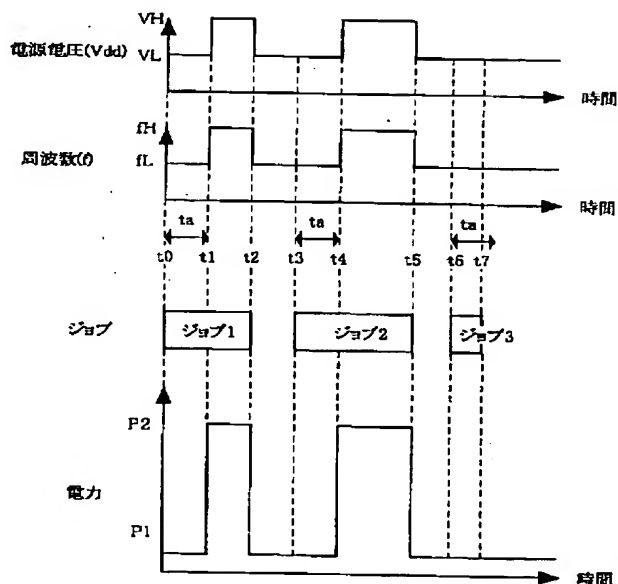 VH
電源電圧(Vdd)
VL
時間
fH
周波数(f)
fL
時間
ta
ta
ta
t0
t1
t2
t3
t4
t5
t6
t7
ジョブ
ジョブ1
ジョブ2
ジョブ3
P2
電力
P1
時間